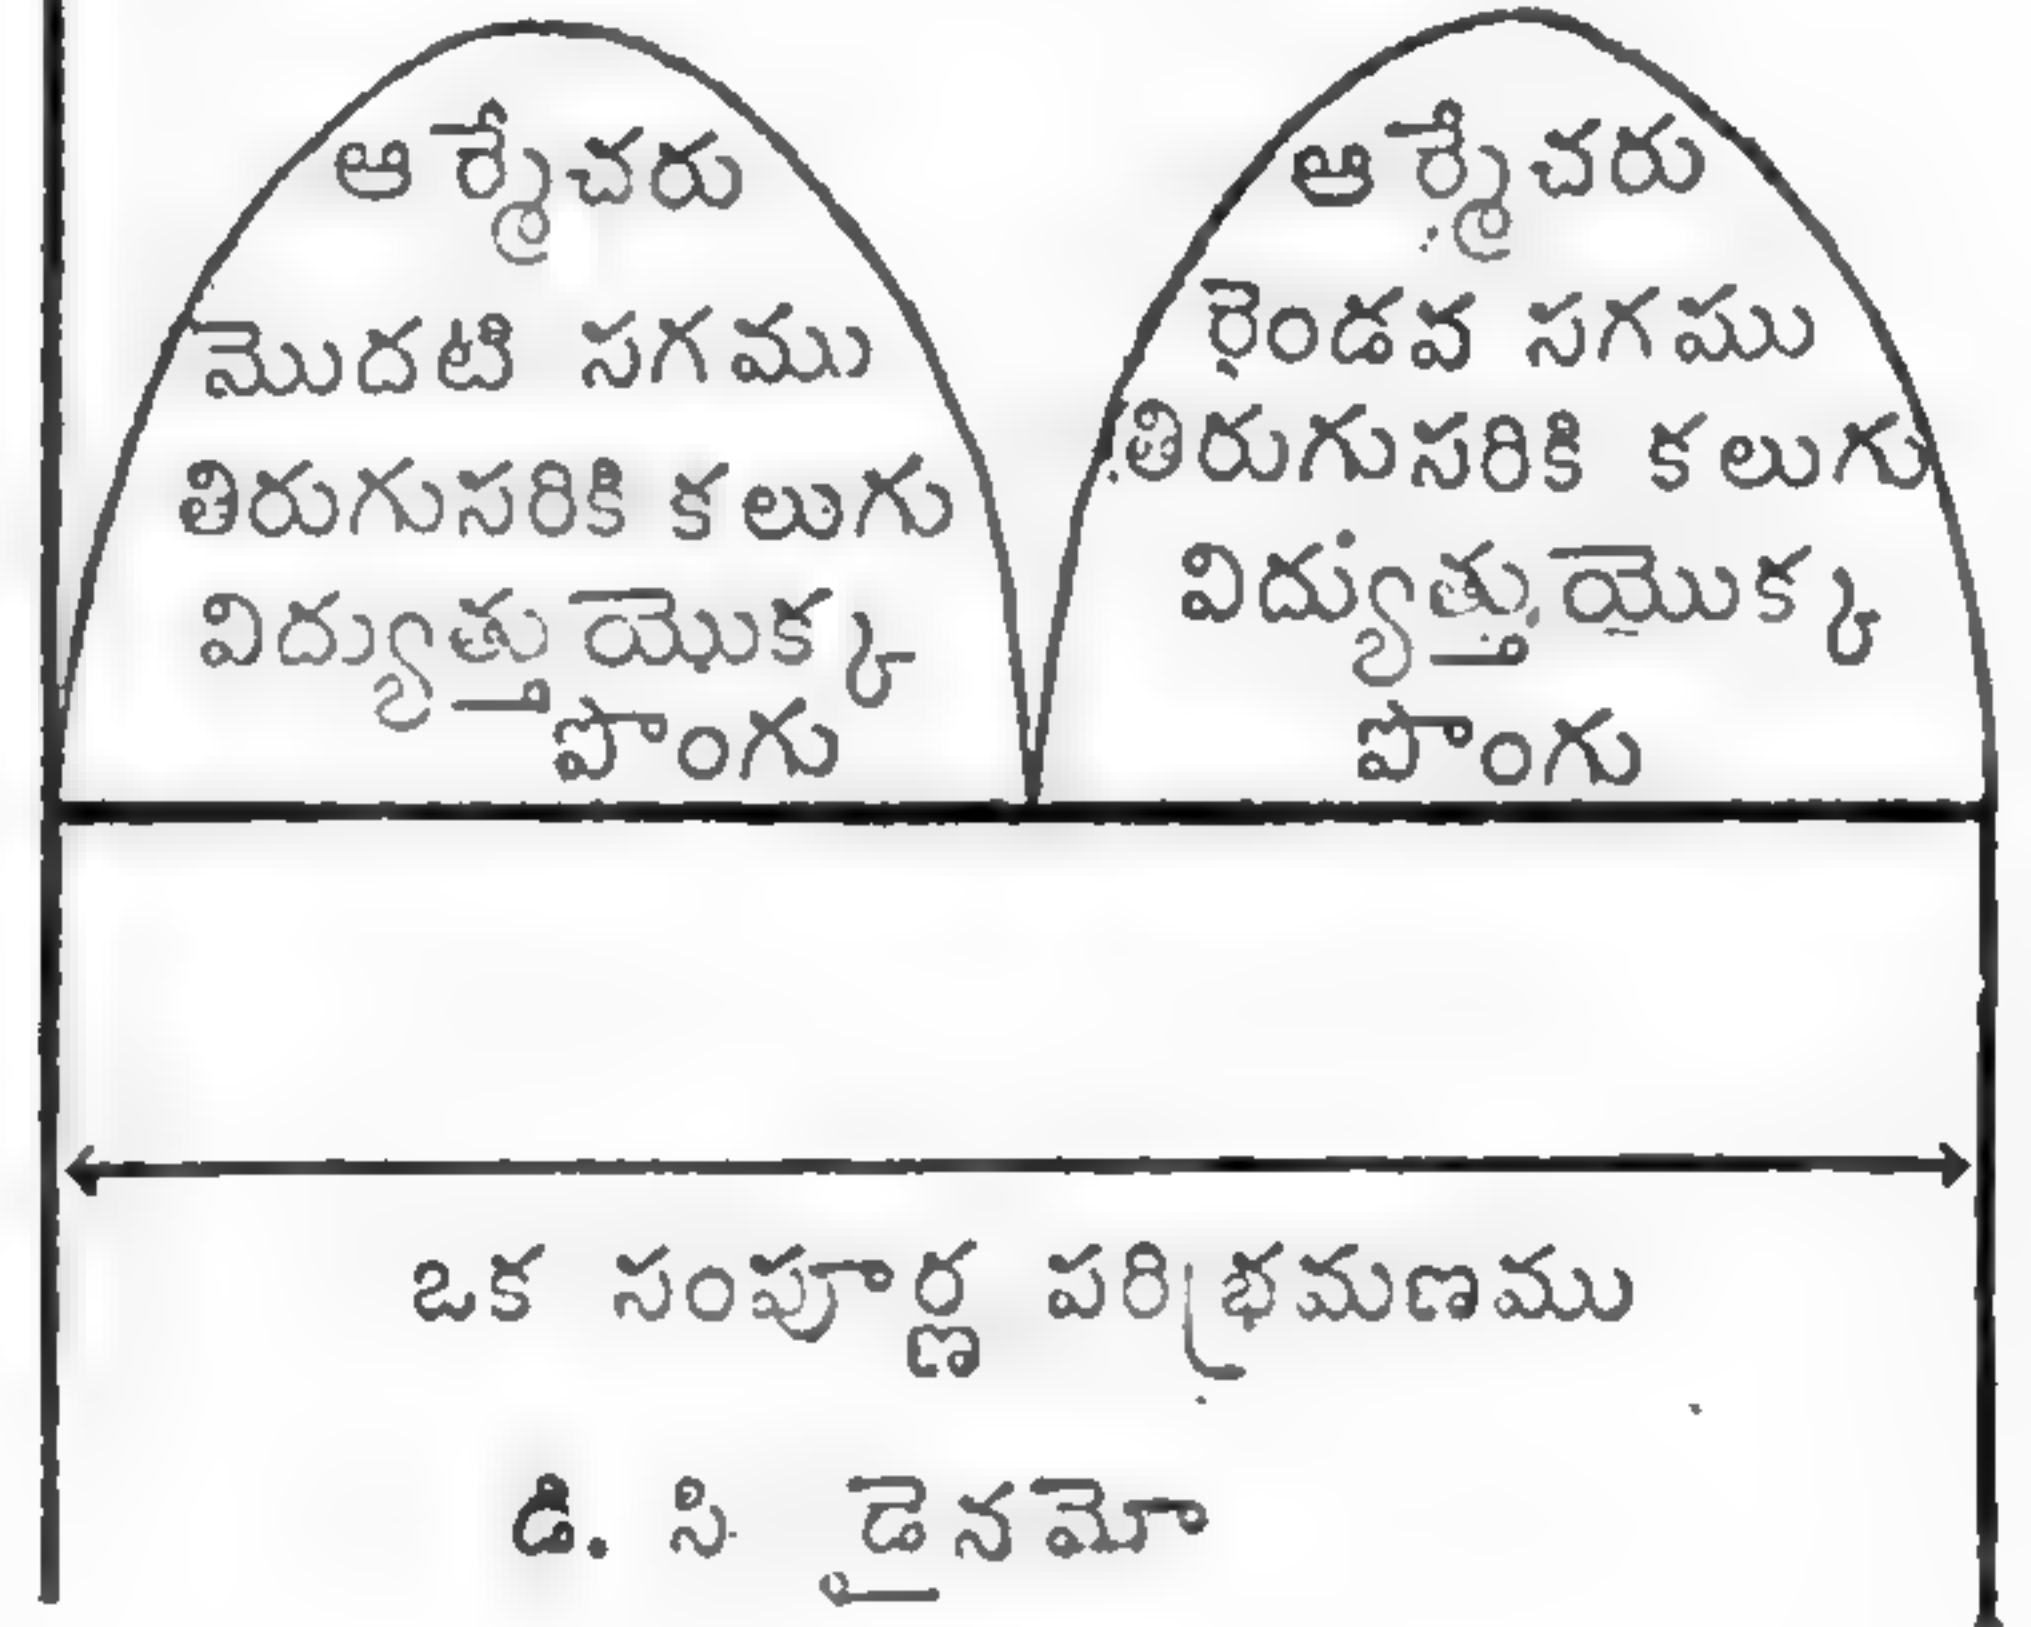 ఆర్మేచరు
మొదటి సగము
తిరుగుసరికి కలుగు
విద్యుత్తుయొక్క
పొంగు
ఆర్మేచరు
రెండవ సగము
తిరుగుసరికి కలుగు
విద్యుత్తుయొక్క
పొంగు
ఒక సంపూర్ణ పరిభ్రమణము
డి. సి డైనమో